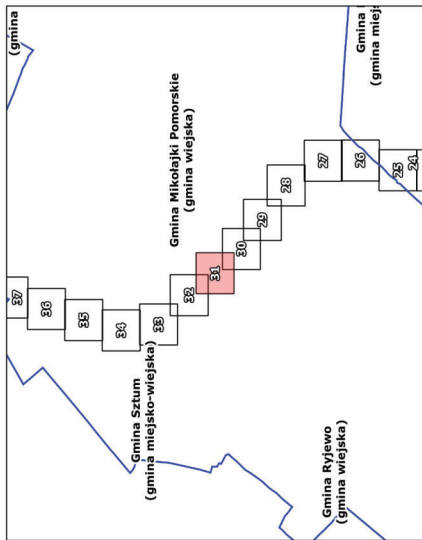 (gmina
Gmina
(gmina miejs
Gmina Mikołajki Pomorskie
(gmina wiejska)
Gmina Sztum
(gmina miejsko-wiejska)
Gmina Ryjewo
(gmina wiejska)
37
36
35
34
33
32
31
30
29
28
27
26
25
24